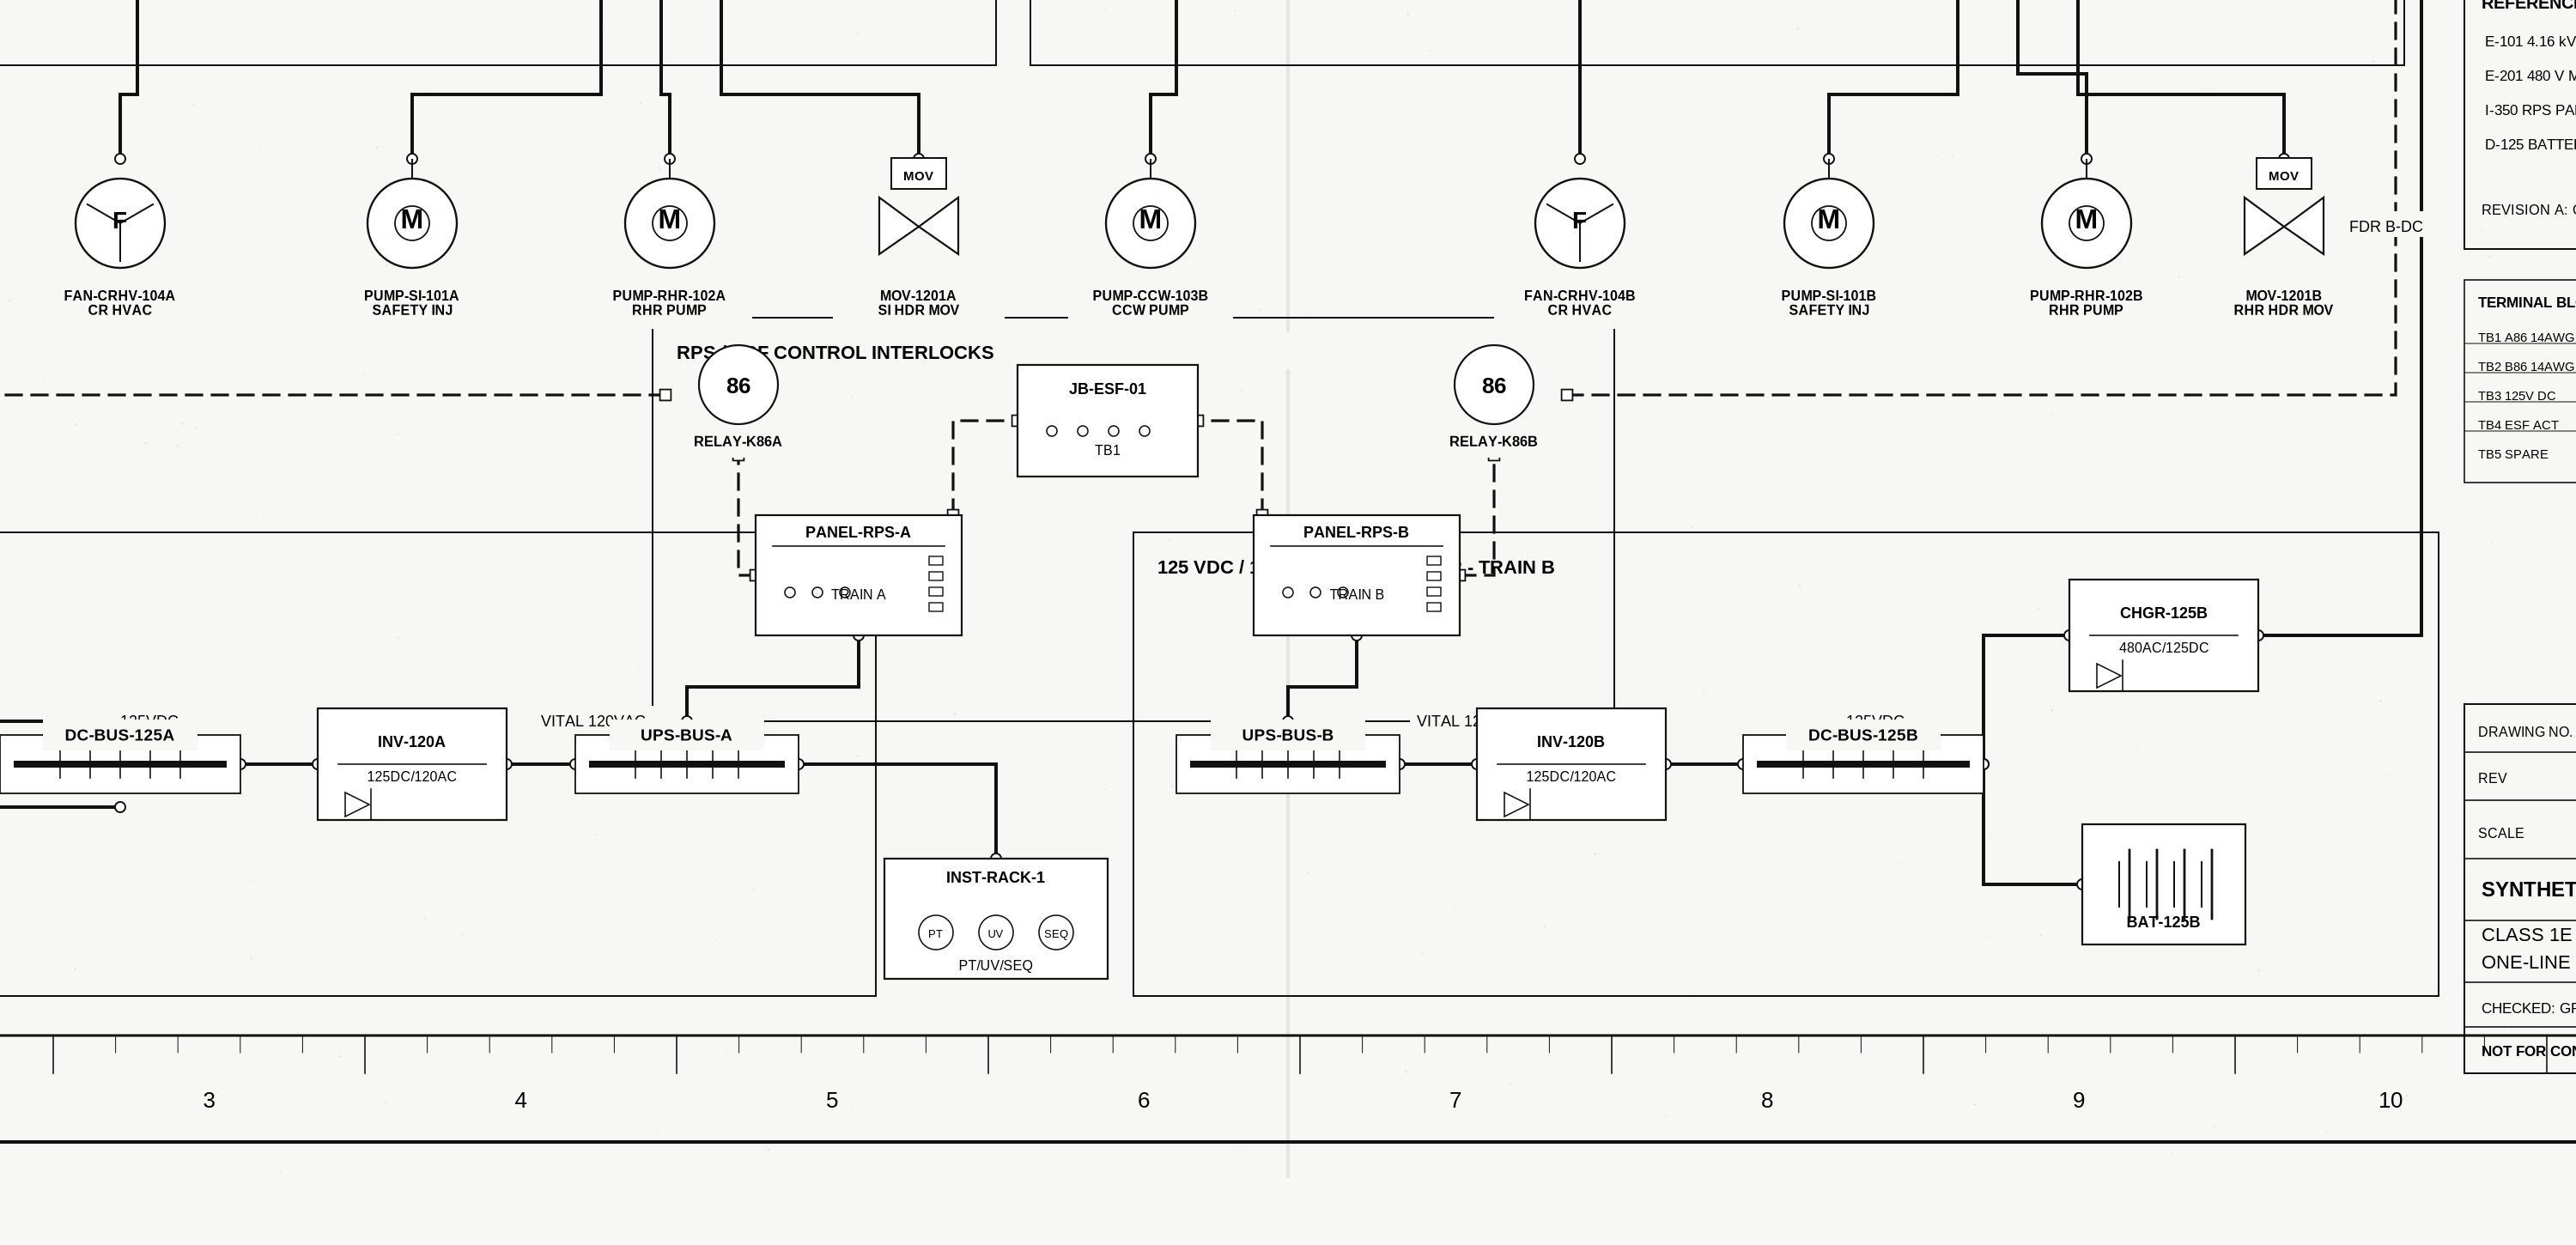 REFERENC
E-101 4.16 kV
E-201 480 V M
I-350 RPS PA
D-125 BATTE
REVISION A:
MOV
MOV
F
M
M
M
F
M
M
FDR B-DC
FAN-CRHV-104A
CR HVAC
PUMP-SI-101A
SAFETY INJ
PUMP-RHR-102A
RHR PUMP
MOV-1201A
SI HDR MOV
PUMP-CCW-103B
CCW PUMP
FAN-CRHV-104B
CR HVAC
PUMP-SI-101B
SAFETY INJ
PUMP-RHR-102B
RHR PUMP
MOV-1201B
RHR HDR MOV
TERMINAL BL
TB1 A86 14AWG
TB2 B86 14AWG
TB3 125V DC
TB4 ESF ACT
TB5 SPARE
RPS CONTROL INTERLOCKS
86
RELAY-K86A
JB-ESF-01
TB1
86
RELAY-K86B
PANEL-RPS-A
TRAIN A
PANEL-RPS-B
TRAIN B
125 VDC / - TRAIN B
CHGR-125B
480AC/125DC
125VDC
DC-BUS-125A
INV-120A
125DC/120AC
VITAL 120VAC
UPS-BUS-A
UPS-BUS-B
VITAL 12
INV-120B
125DC/120AC
125VDC
DC-BUS-125B
INST-RACK-1
PT
UV
SEQ
PT/UV/SEQ
BAT-125B
DRAWING NO.
REV
SCALE
SYNTHET
CLASS 1E
ONE-LINE
CHECKED:
NOT FOR CON
3
4
5
6
7
8
9
10